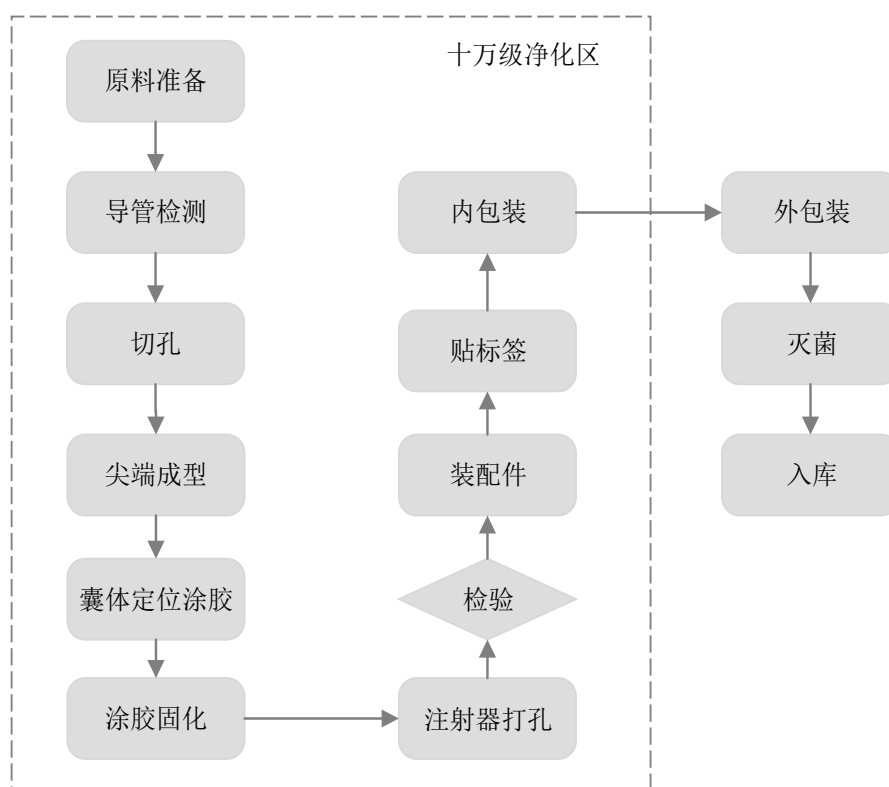 十万级净化区
原料准备
导管检测
切孔
尖端成型
囊体定位涂胶
涂胶固化
注射器打孔
检验
装配件
贴标签
内包装
外包装
灭菌
入库